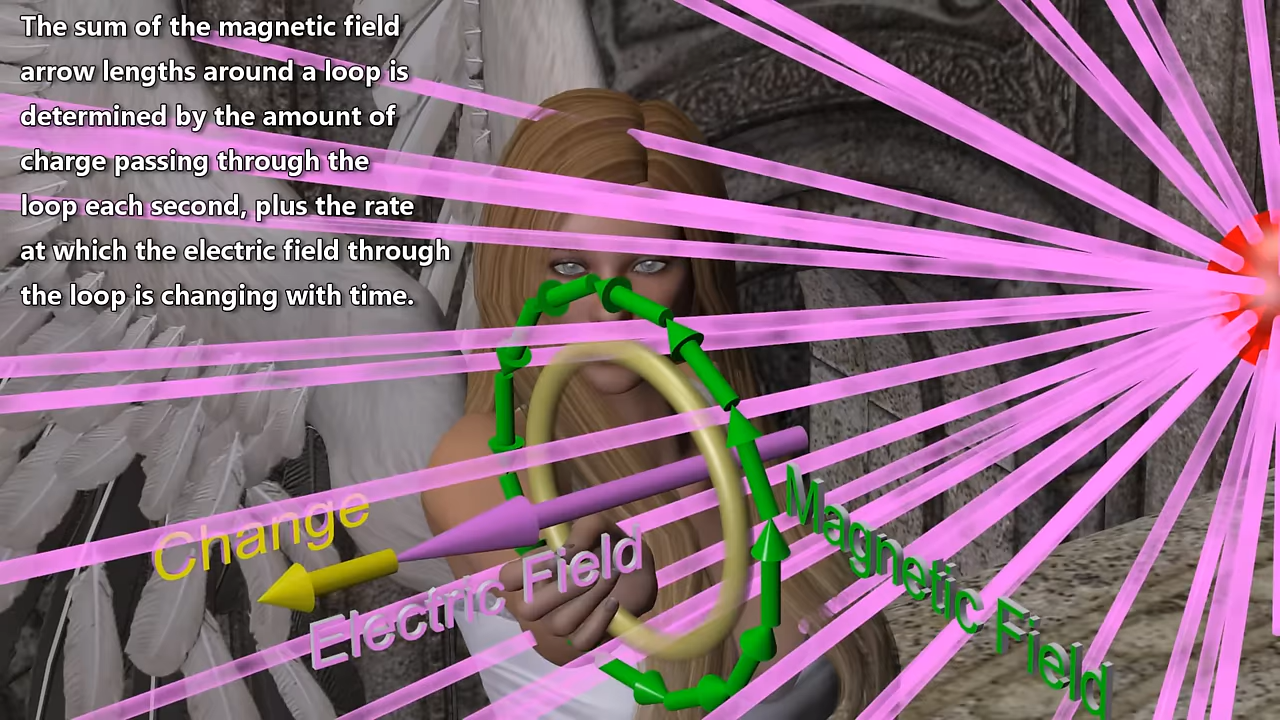 The sum of the magnetic field
arrow lengths around a loop is
determined by the amount of
charge passing through the
loop each second, plus the rate
at which the electric field through
the loop is changing with time.
Change
Electric Field
Magnetic Field